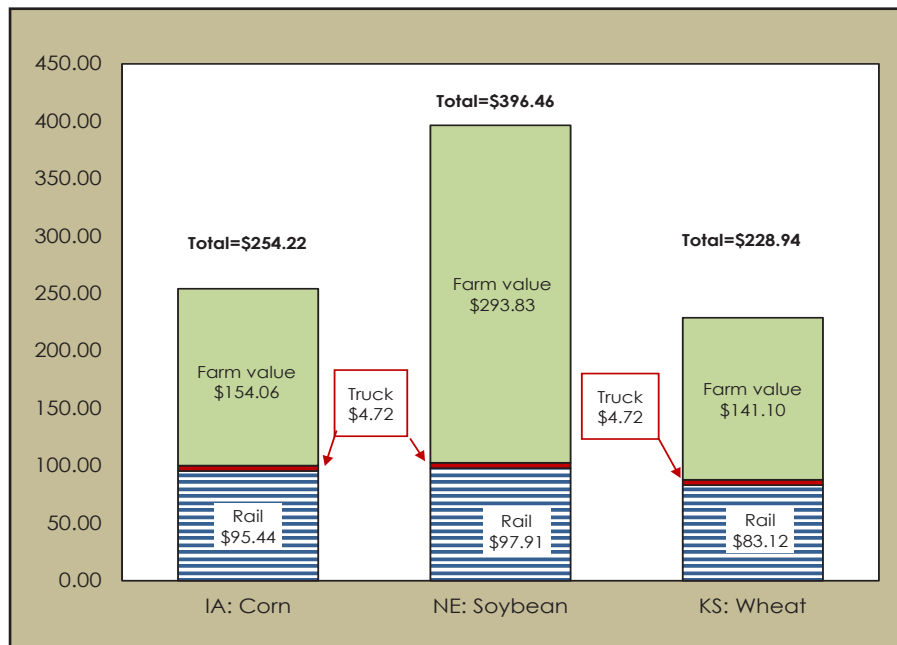 450.00
400.00
350.00
300.00
250.00
200.00
150.00
100.00
50.00
0.00
Total=$254.22
Farm value
$154.06
Rail
$95.44
Truck
$4.72
Total=$396.46
Farm value
$293.83
Rail
$97.91
Truck
$4.72
Total=$228.94
Farm value
$141.10
Rail
$83.12
IA: Corn
NE: Soybean
KS: Wheat